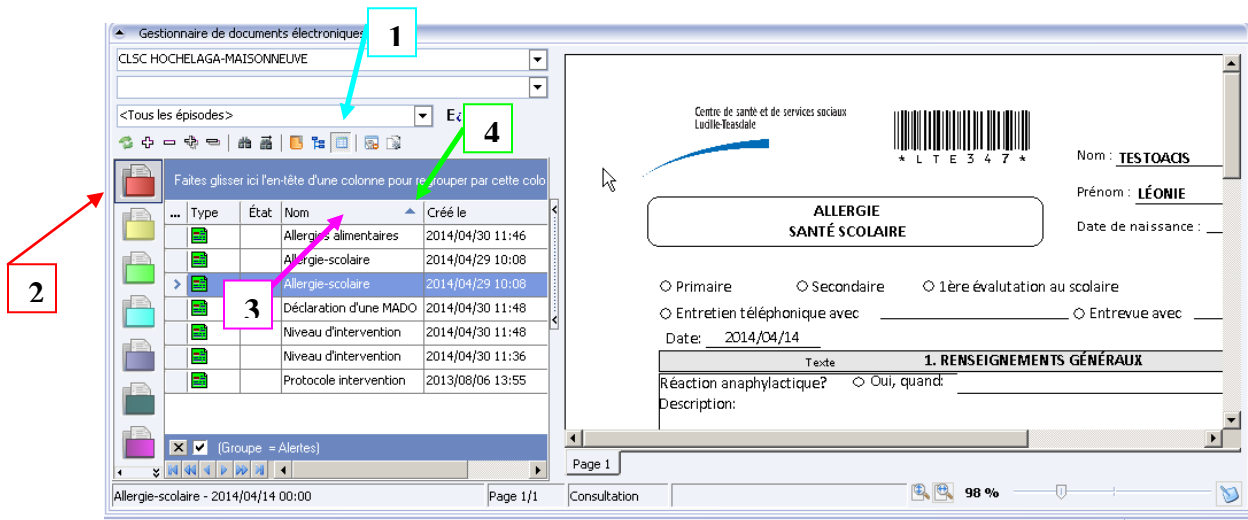 Gestionnaire de documents électroniques
1
CLSC HOCHELAGA-MAISONNEUVE
<Tous les épisodes>
4
2
3
Faites glisser ici l'en-tête d'une colonne pour regrouper par cette colo
... Type État Nom Créé le
Allergies alimentaires 2014/04/30 11:46
Allergie-scolaire 2014/04/29 10:08
> Allergie-scolaire 2014/04/29 10:08
Déclaration d'une MADO 2014/04/30 11:48
Niveau d'intervention 2014/04/30 11:48
Niveau d'intervention 2014/04/30 11:36
Protocole intervention 2013/08/06 13:55
(Groupe = Alertes)
Allergie-scolaire - 2014/04/14 00:00 Page 1/1
Centre de santé et de services sociaux
Lucille-Teasdale
* L T E 3 4 7 *
Nom : TESTOACIS
Prénom : LÉONIE
Date de naissance :
ALLERGIE
SANTÉ SCOLAIRE
Primaire Secondaire 1ère évalutation au scolaire
Entretien téléphonique avec Entrevue avec
Date: 2014/04/14
Texte 1. RENSEIGNEMENTS GÉNÉRAUX
Réaction anaphylactique? Oui, quand:
Description:
Page 1
Consultation 98 %